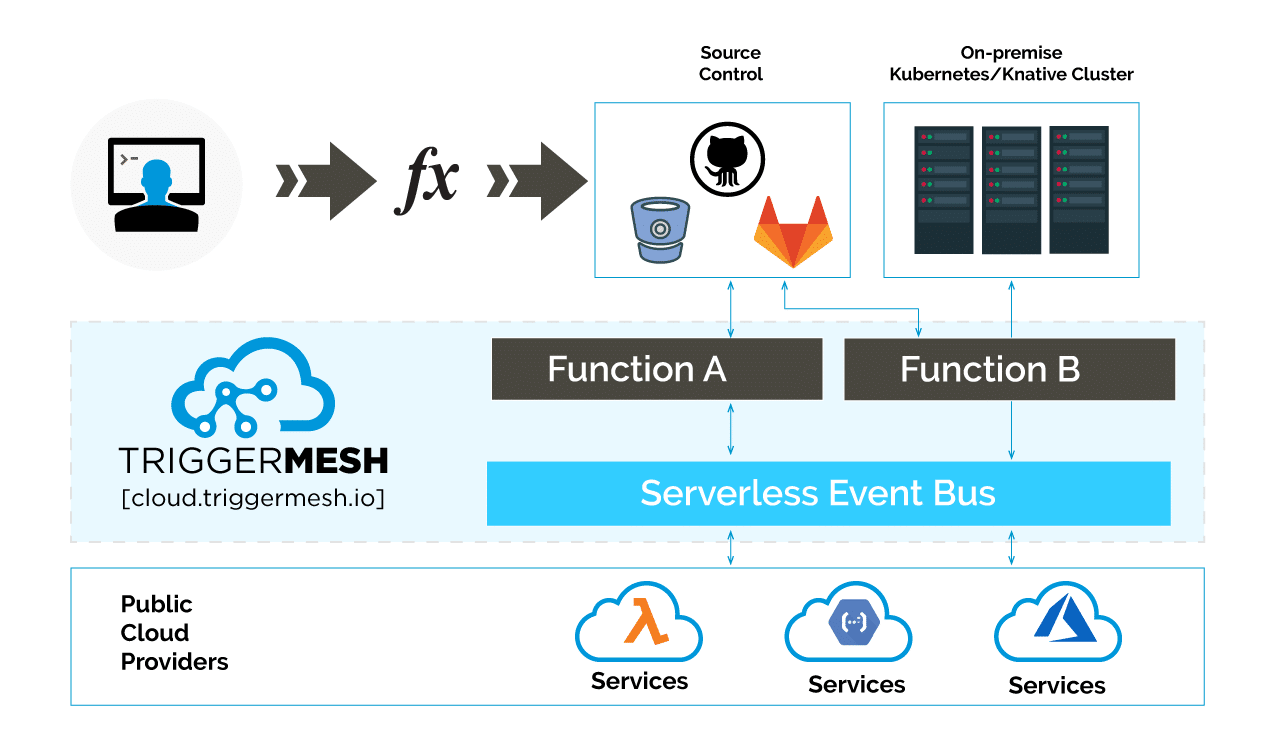 Source
Control
On-premise
Kubernetes/Knative Cluster
>-
fx
Function A
Function B
TRIGGERMESH
[cloud.triggermesh.io]
Serverless Event Bus
Public
Cloud
Providers
Services
Services
Services